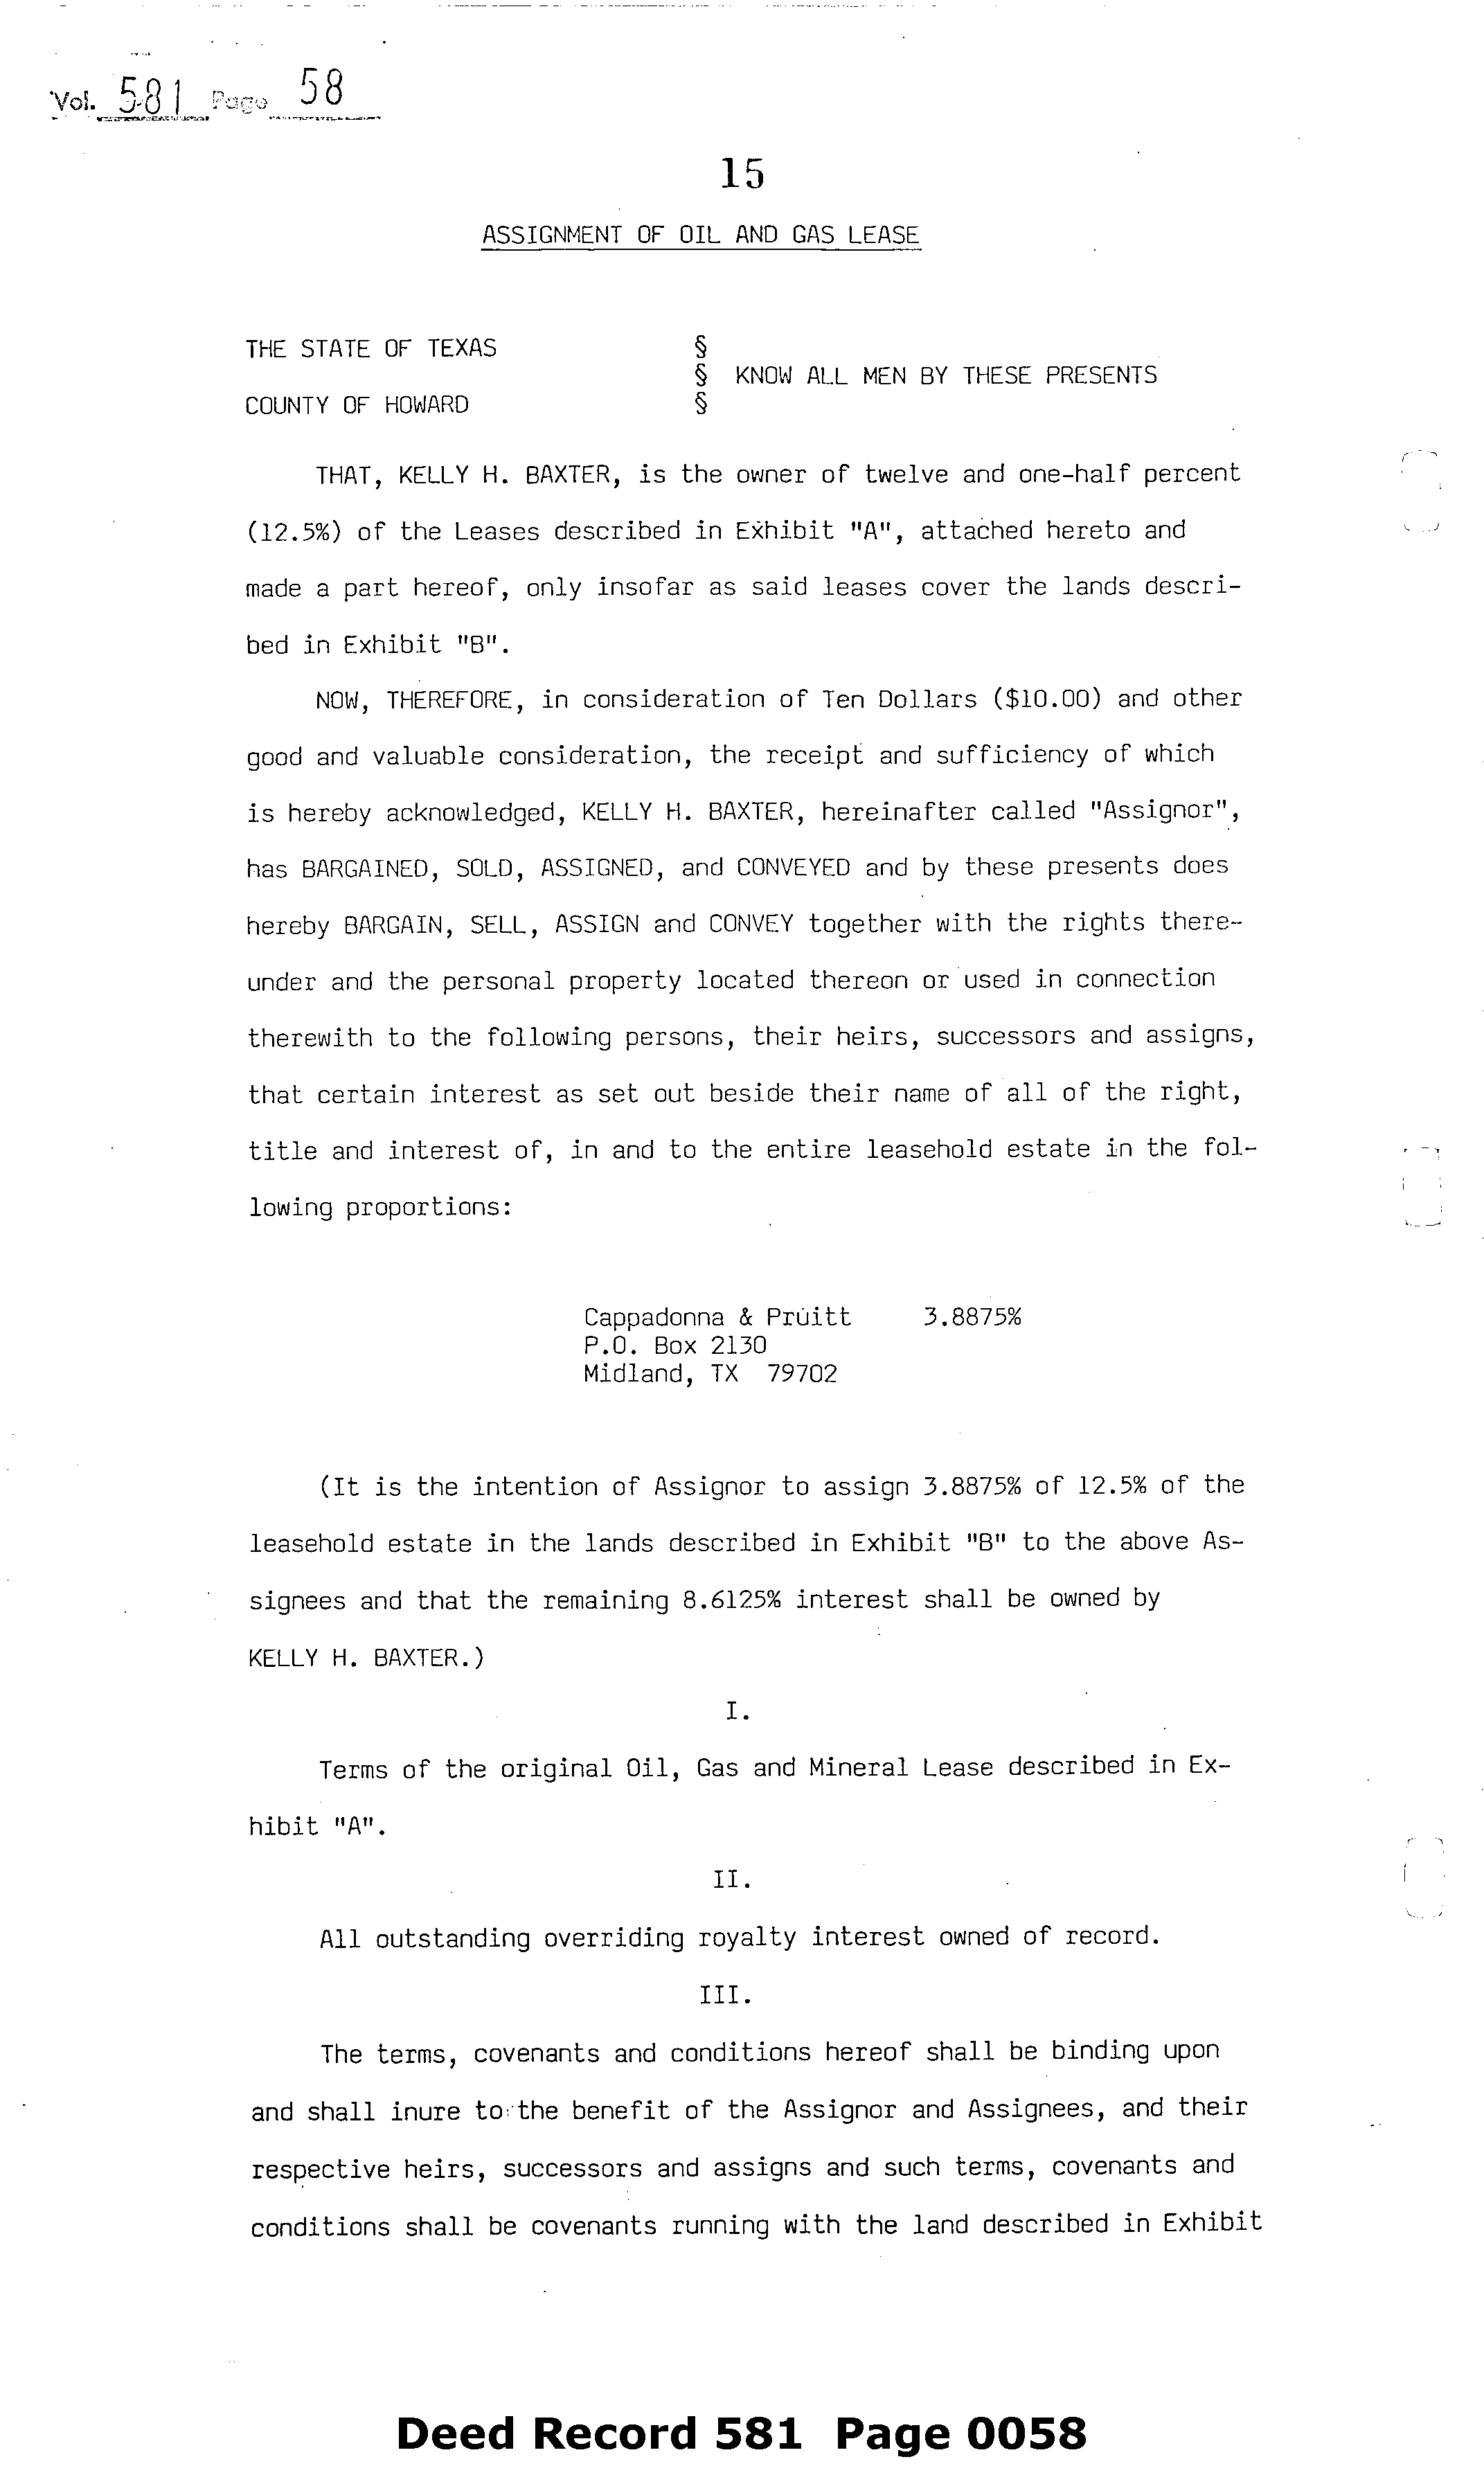 Vol. 581 Page 58
15
ASSIGNMENT OF OIL AND GAS LEASE
THE STATE OF TEXAS §
§ KNOW ALL MEN BY THESE PRESENTS
COUNTY OF HOWARD §
THAT, KELLY H. BAXTER, is the owner of twelve and one-half percent
(12.5%) of the Leases described in Exhibit "A", attached hereto and
made a part hereof, only insofar as said leases cover the lands descri-
bed in Exhibit "B".
NOW, THEREFORE, in consideration of Ten Dollars ($10.00) and other
good and valuable consideration, the receipt and sufficiency of which
is hereby acknowledged, KELLY H. BAXTER, hereinafter called "Assignor",
has BARGAINED, SOLD, ASSIGNED, and CONVEYED and by these presents does
hereby BARGAIN, SELL, ASSIGN and CONVEY together with the rights there-
under and the personal property located thereon or used in connection
therewith to the following persons, their heirs, successors and assigns,
that certain interest as set out beside their name of all of the right,
title and interest of, in and to the entire leasehold estate in the fol-
lowing proportions:
Cappadonna & Pruitt 3.8875%
P.O. Box 2130
Midland, TX 79702
(It is the intention of Assignor to assign 3.8875% of 12.5% of the
leasehold estate in the lands described in Exhibit "B" to the above As-
signees and that the remaining 8.6125% interest shall be owned by
KELLY H. BAXTER.)
I.
Terms of the original Oil, Gas and Mineral Lease described in Ex-
hibit "A".
II.
All outstanding overriding royalty interest owned of record.
III.
The terms, covenants and conditions hereof shall be binding upon
and shall inure to the benefit of the Assignor and Assignees, and their
respective heirs, successors and assigns and such terms, covenants and
conditions shall be covenants running with the land described in Exhibit
Deed Record 581 Page 0058